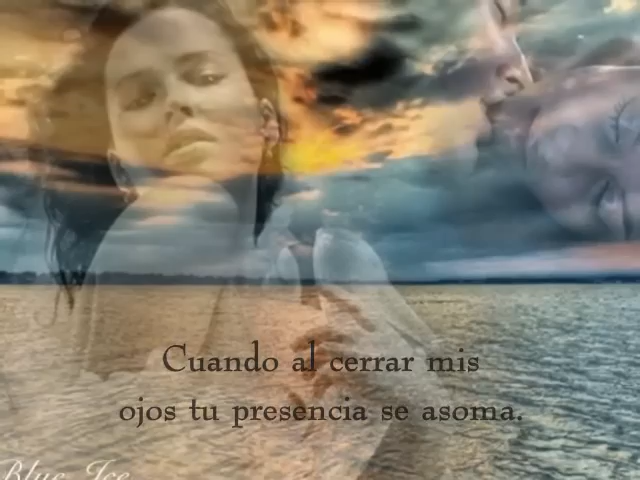 Cuando al cerrar mis
ojos tu presencia se asoma.
Blue Ice